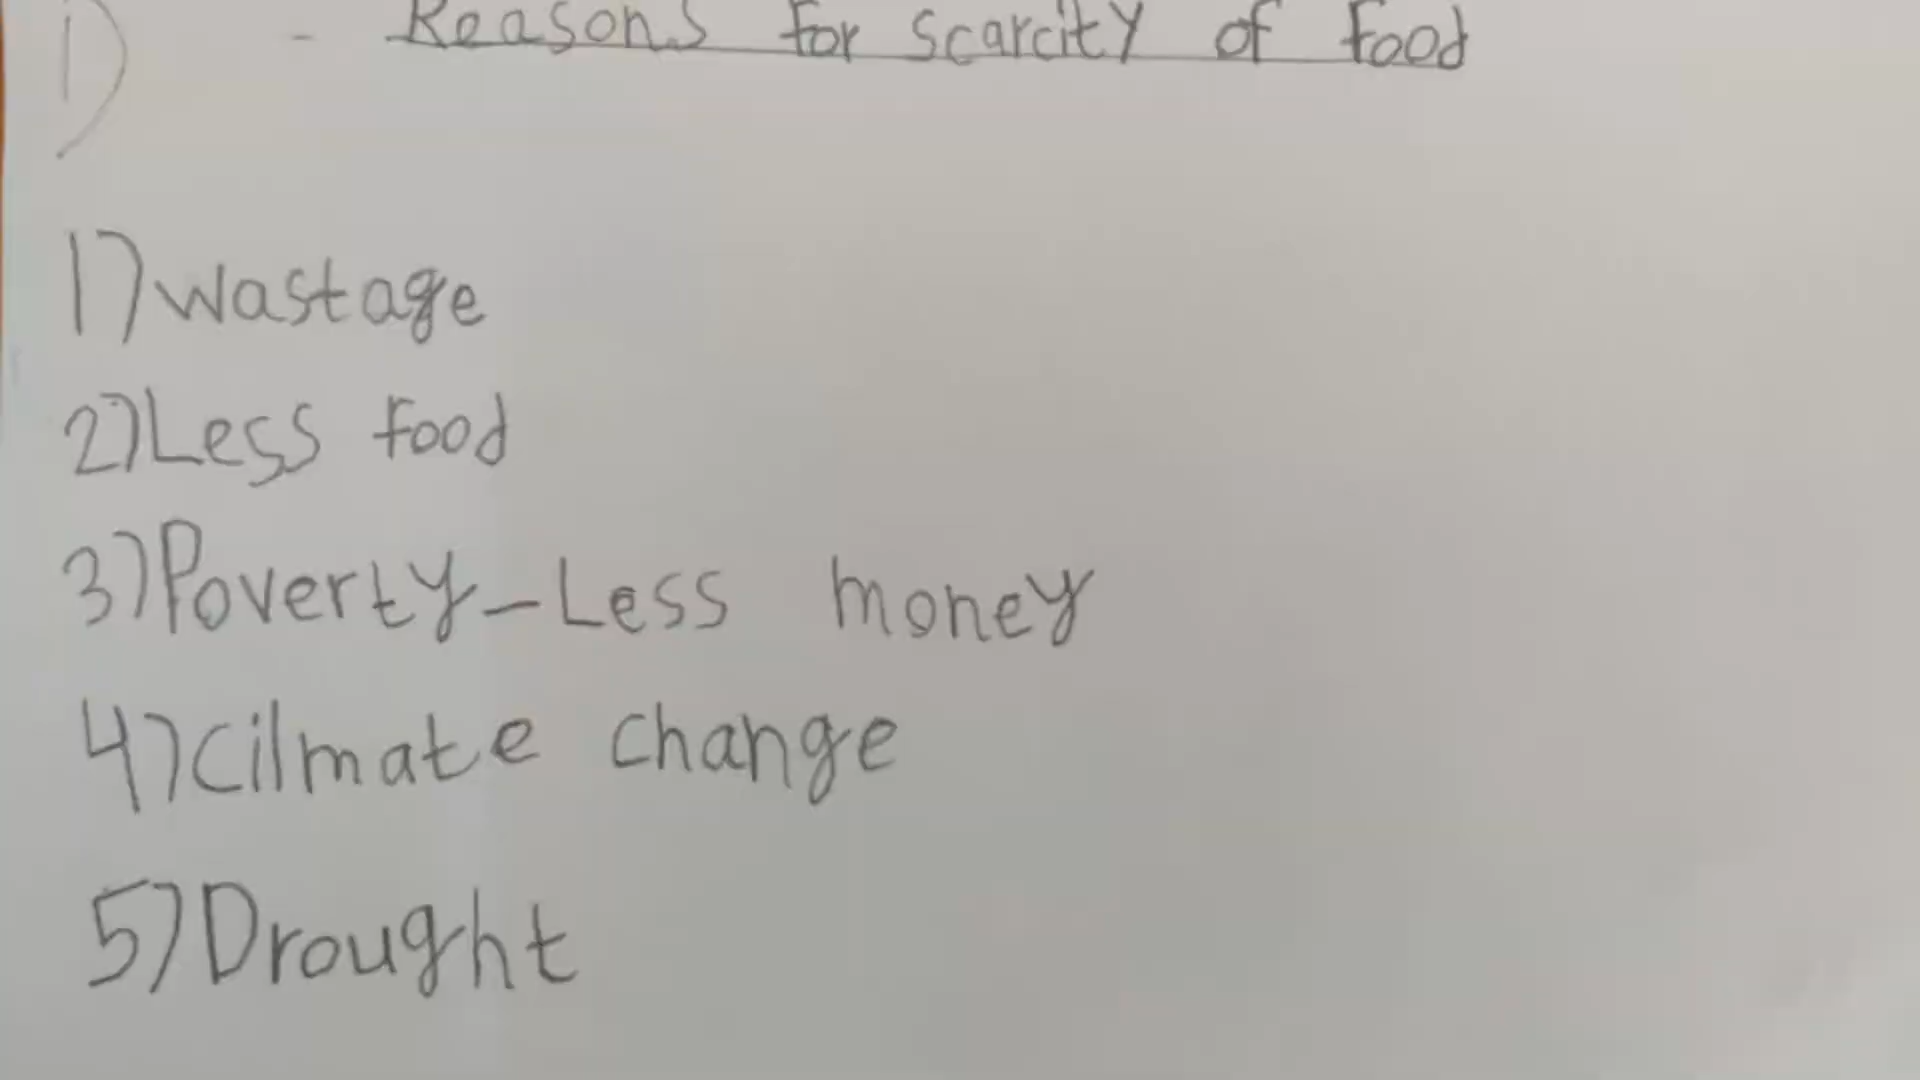 1) - Reasons for scarcity of food
1) wastage
2) Less food
3) Poverty - Less money
4) Cilmate change
5) Drought